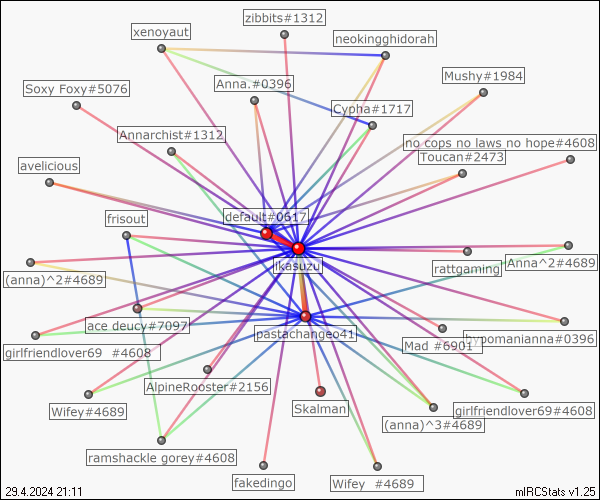 zibbits#1312
xenoyaut
neokingghidorah
Mushy#1984
Soxy Foxy#5076
Anna.#0396
Cypha#1717
Annarchist#1312
no cops no laws no hope#4608
Toucan#2473
avelicious
default#0617
frisout
jikasuzu
rattgaming
Anna^2#4689
(anna)^2#4689
ace deucy#7097
pastachangeo41
hypomanianna#0396
Mad #6901
girlfriendlover69 #4608
AlpineRooster#2156
Skalman
girlfriendlover69#4608
Wifey#4689
(anna)^3#4689
ramshackle gorey#4608
fakedingo
Wifey #4689
29.4.2024 21:11
mIRCStats v1.25